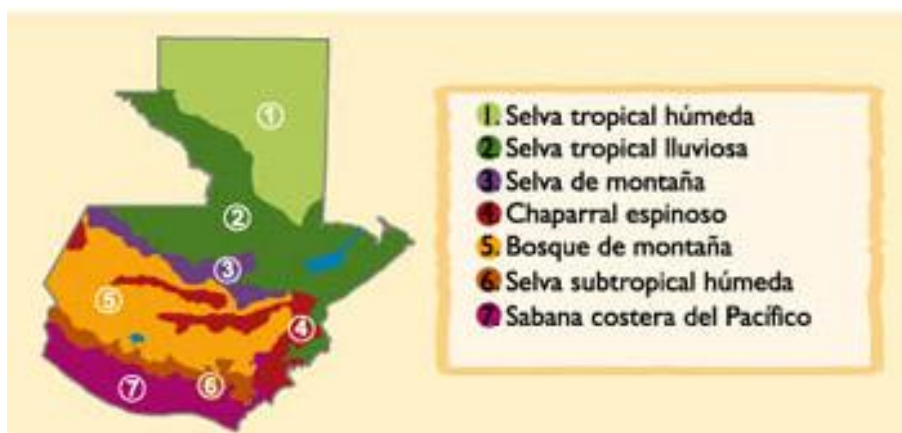 1
2
3
4
5
6
7
1. Selva tropical húmeda
2. Selva tropical lluviosa
3. Selva de montaña
4. Chaparral espinoso
5. Bosque de montaña
6. Selva subtropical húmeda
7. Sabana costera del Pacífico